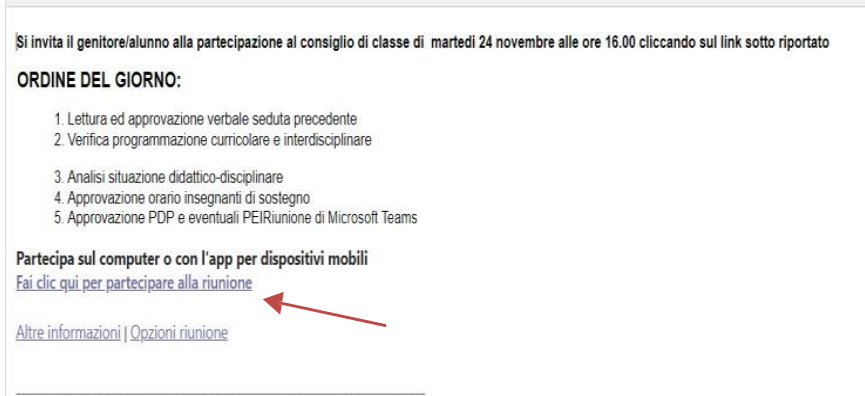 Si invita il genitore/alunno alla partecipazione al consiglio di classe di martedi 24 novembre alle ore 16.00 cliccando sul link sotto riportato
ORDINE DEL GIORNO:
1. Lettura ed approvazione verbale seduta precedente
2. Verifica programmazione curricolare e interdisciplinare
3. Analisi situazione didattico-disciplinare
4. Approvazione orario insegnanti di sostegno
5. Approvazione PDP e eventuali PEIRiunione di Microsoft Teams
Partecipa sul computer o con l'app per dispositivi mobili
Fai clic qui per partecipare alla riunione
Altre informazioni | Opzioni riunione